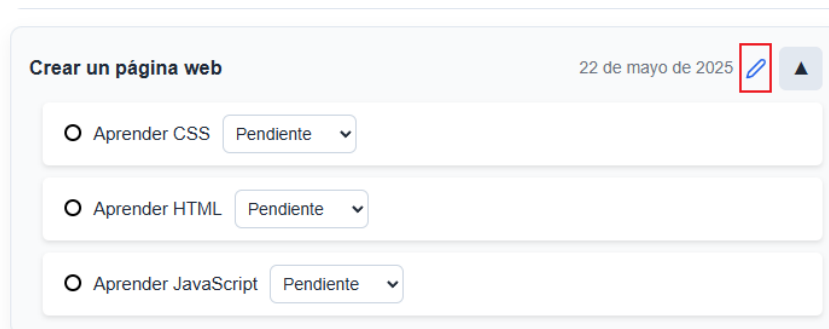 Crear un página web
22 de mayo de 2025
Aprender CSS Pendiente
Aprender HTML Pendiente
Aprender JavaScript Pendiente